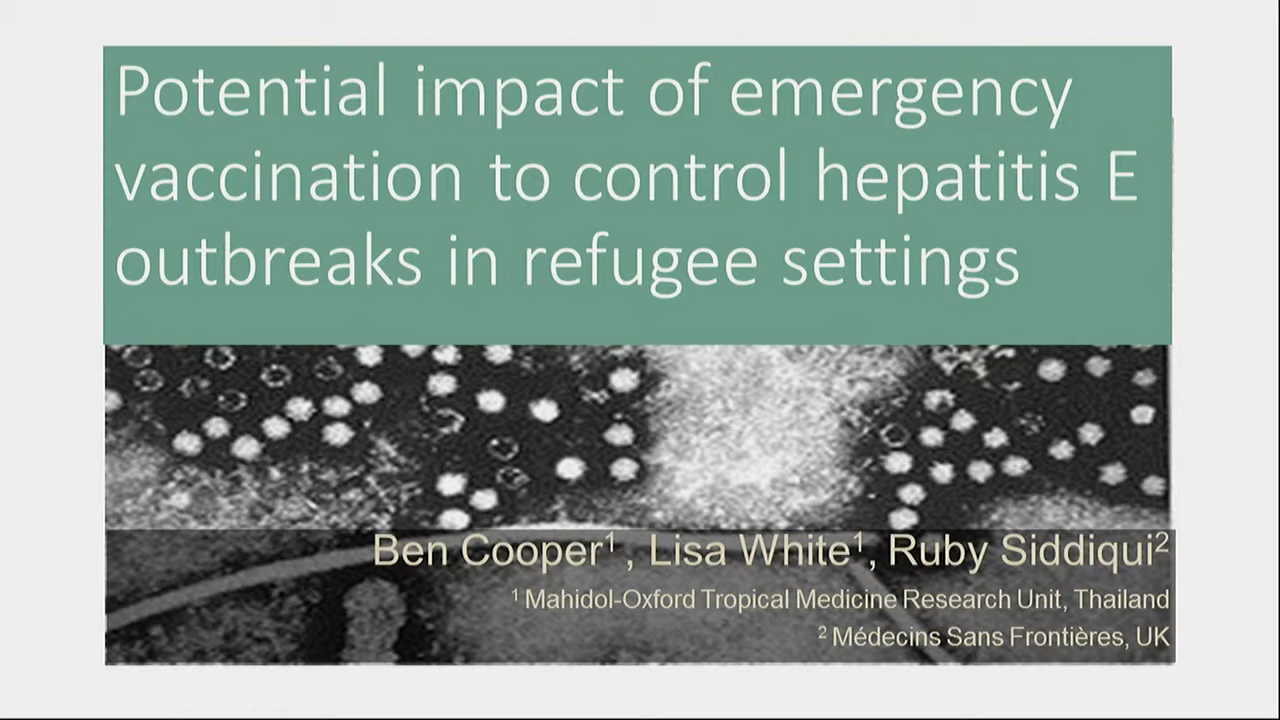 Potential impact of emergency
vaccination to control hepatitis E
outbreaks in refugee settings
Ben Cooper¹ , Lisa White¹, Ruby Siddiqui²
¹ Mahidol-Oxford Tropical Medicine Research Unit, Thailand
² Médecins Sans Frontières, UK